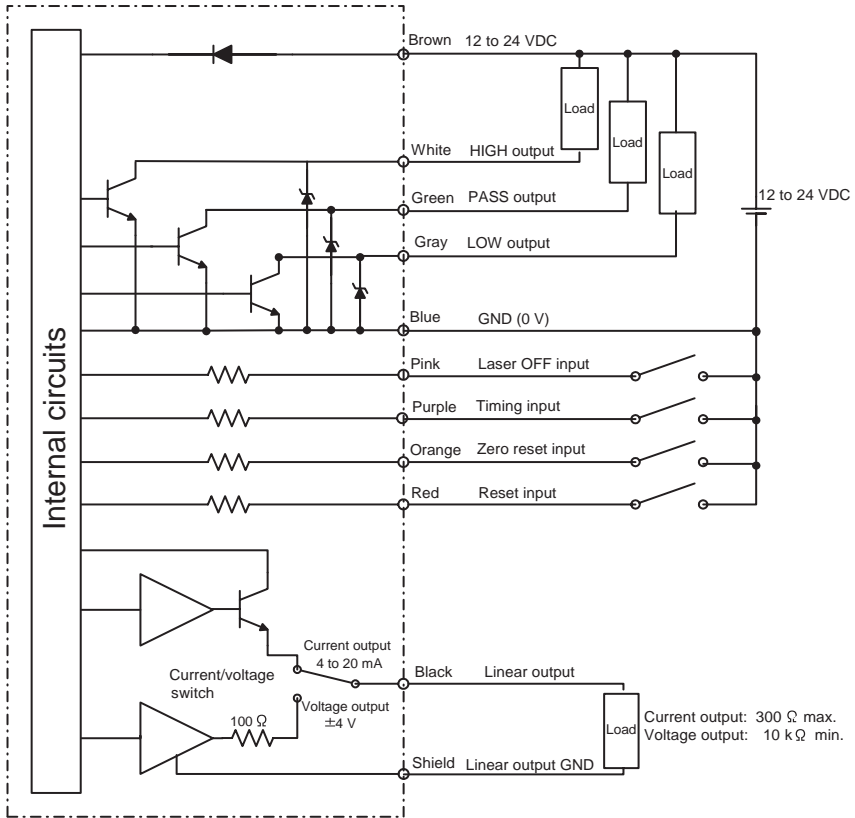 Brown 12 to 24 VDC
Load
Load
Load
White HIGH output
Green PASS output
12 to 24 VDC
Gray LOW output
Blue GND (0 V)
Internal circuits
Pink Laser OFF input
Purple Timing input
Orange Zero reset input
Red Reset input
Current output
4 to 20 mA
Current/voltage
switch
Black Linear output
Voltage output
±4 V
100 Ω
Load
Current output: 300 Ω max.
Voltage output: 10 kΩ min.
Shield Linear output GND